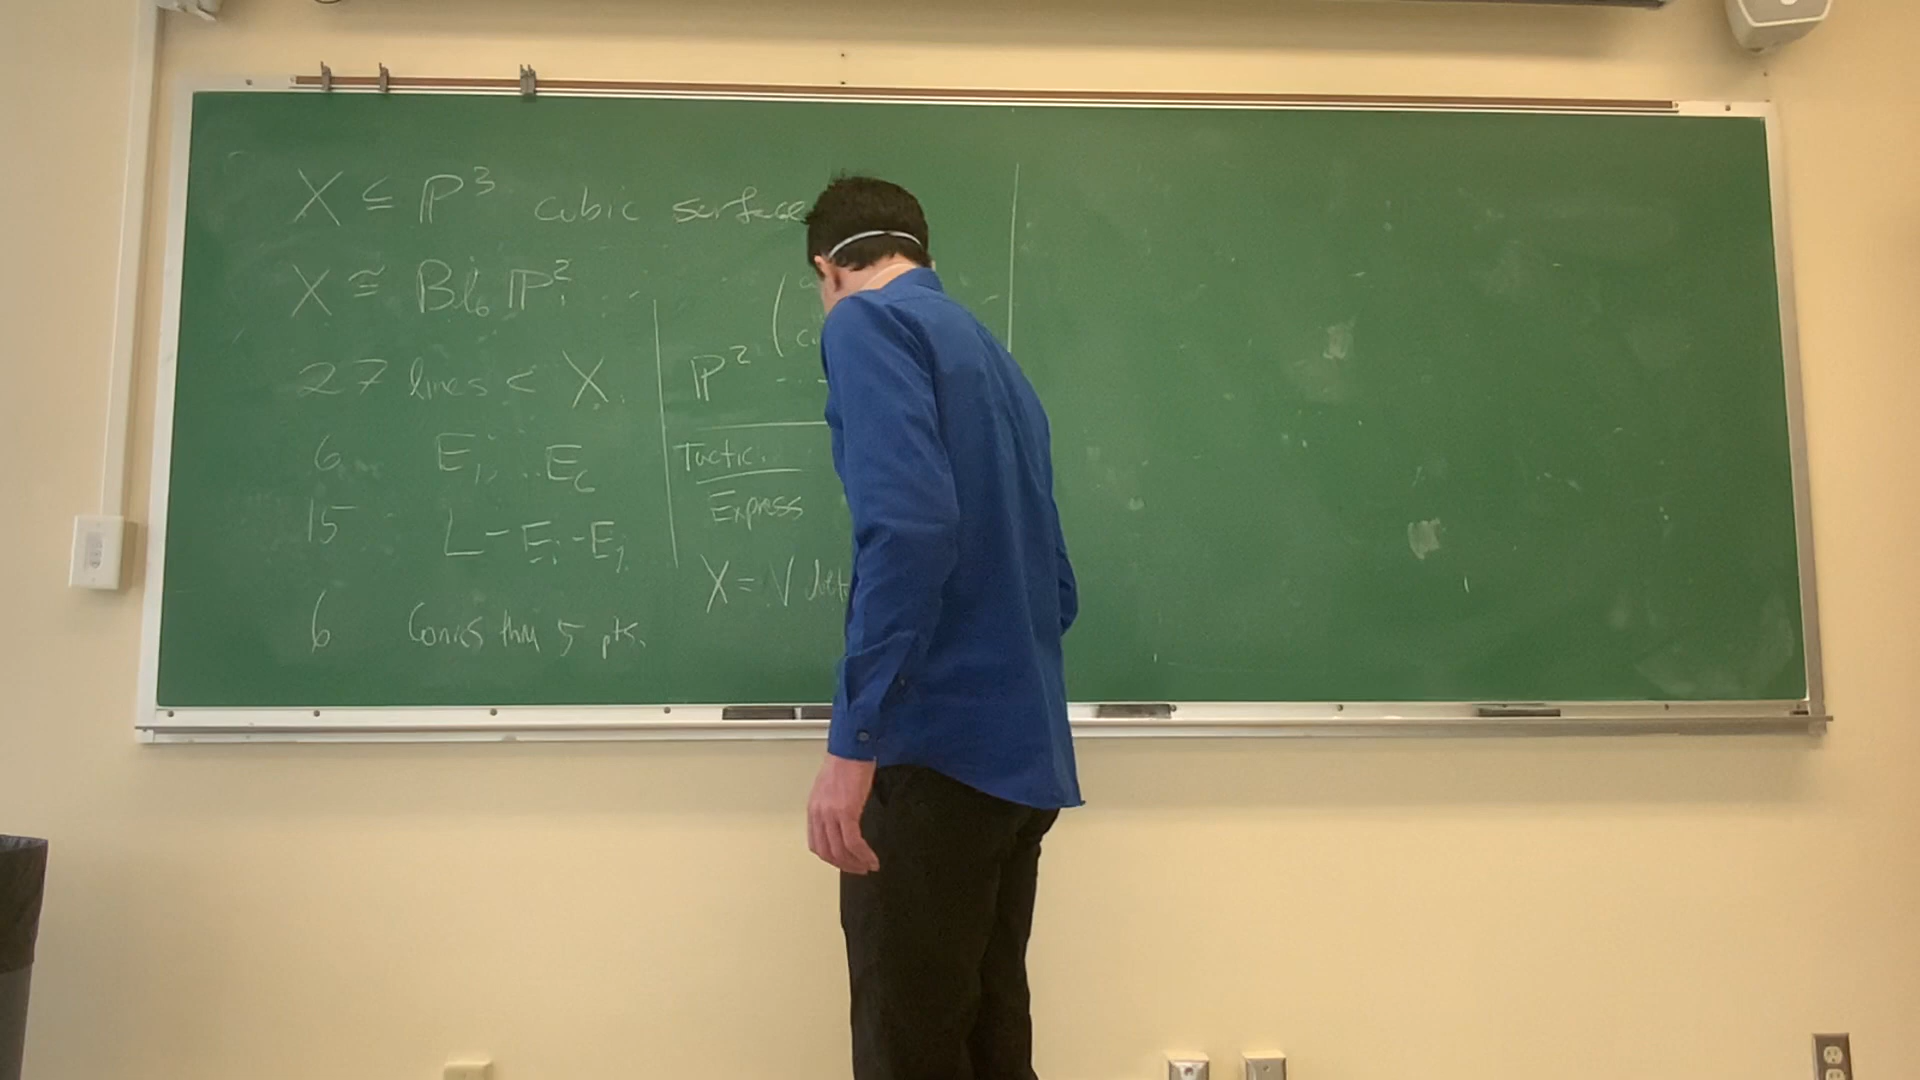 X ⊆ ℙ³ cubic surface
X ≅ Bl₆ ℙ²
27 lines < X.
6 E₁, ... E₆
15 L - Eᵢ - Eⱼ
6 Conics thru 5 pts.
ℙ²
Tactic.
Express
X = V